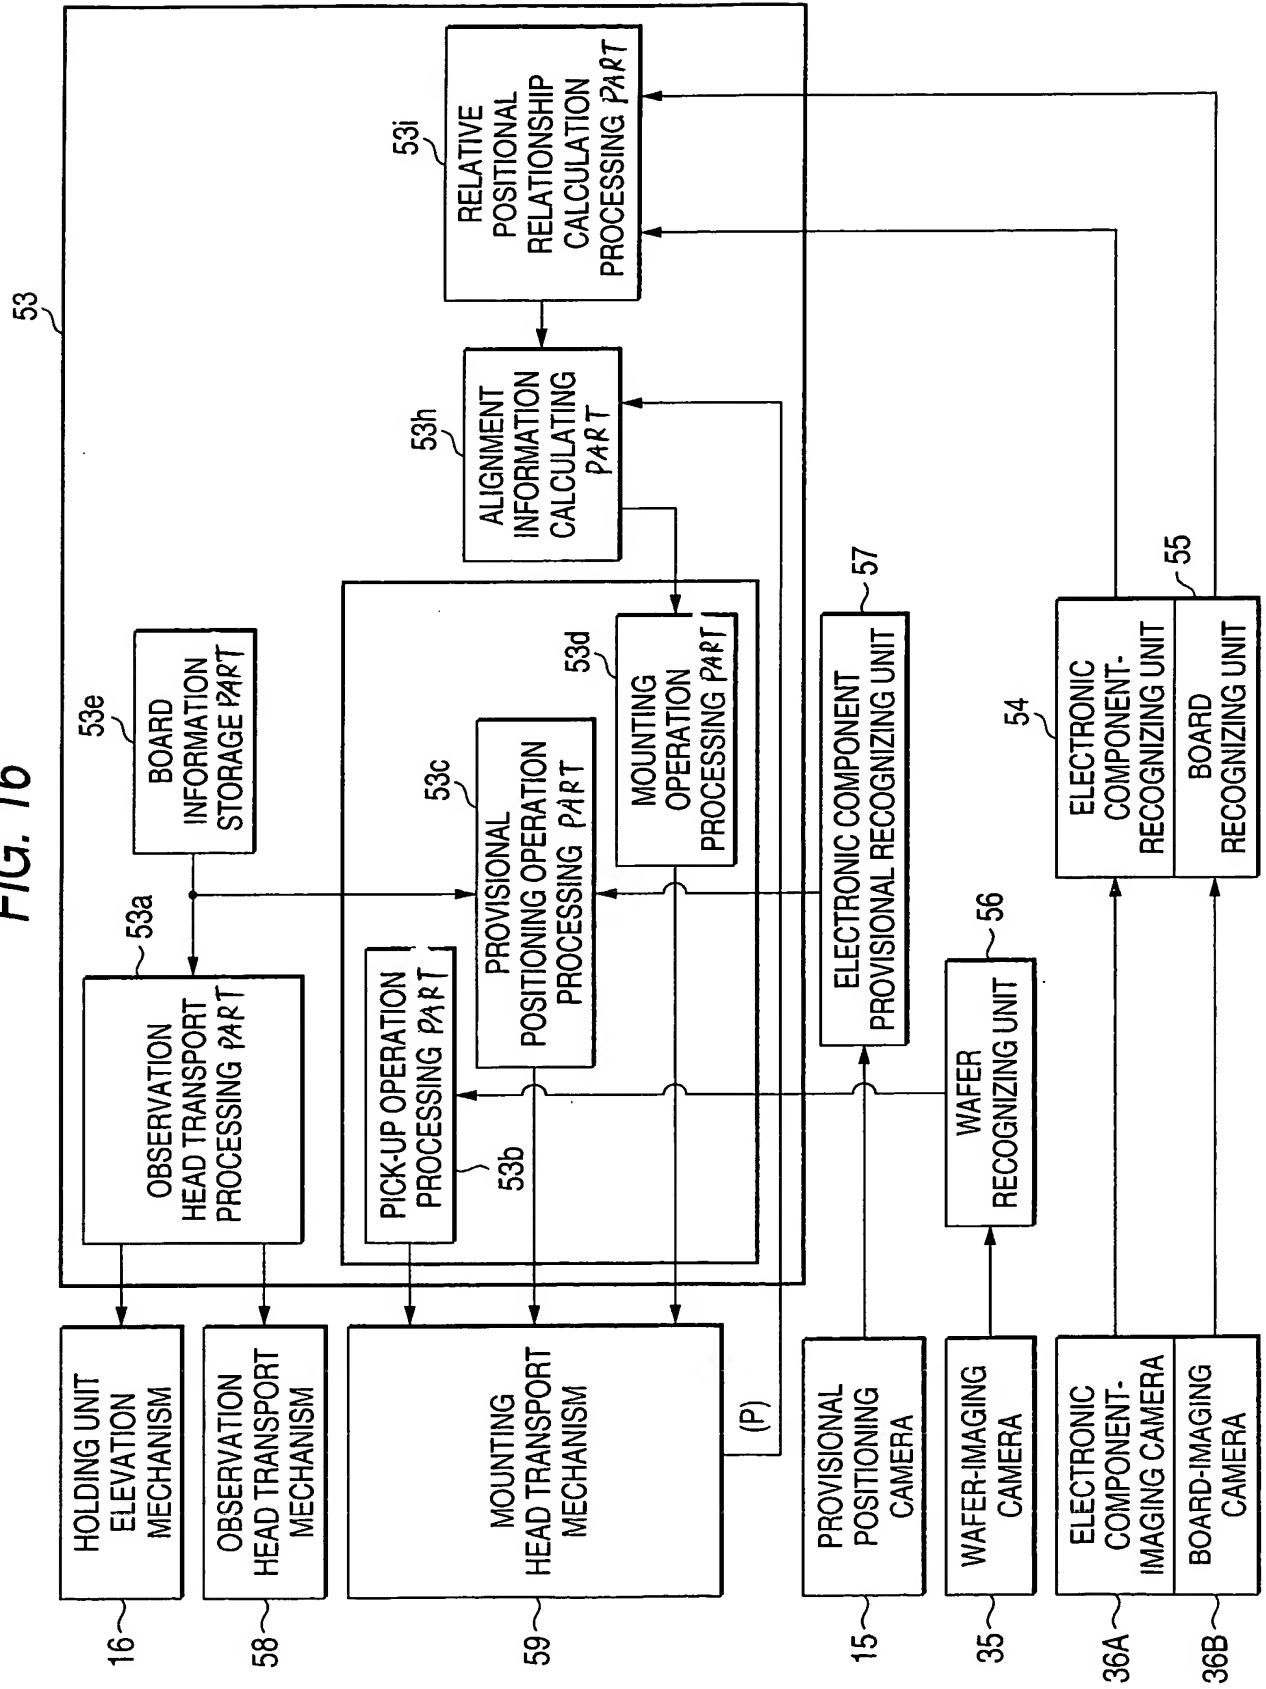 FIG. 16
53
16
HOLDING UNIT
ELEVATION
MECHANISM
58
OBSERVATION
HEAD TRANSPORT
MECHANISM
59
MOUNTING
HEAD TRANSPORT
MECHANISM
(P)
15
PROVISIONAL
POSITIONING
CAMERA
35
WAFER-IMAGING
CAMERA
36A
ELECTRONIC
COMPONENT-
IMAGING CAMERA
36B
BOARD-IMAGING
CAMERA
53a
OBSERVATION
HEAD TRANSPORT
PROCESSING PART
53e
BOARD
INFORMATION
STORAGE PART
PICK-UP OPERATION
PROCESSING PART
53b
53c
PROVISIONAL
POSITIONING OPERATION
PROCESSING PART
53d
MOUNTING
OPERATION
PROCESSING PART
53h
ALIGNMENT
INFORMATION
CALCULATING
PART
53i
RELATIVE
POSITIONAL
RELATIONSHIP
CALCULATION
PROCESSING PART
57
ELECTRONIC COMPONENT
PROVISIONAL RECOGNIZING UNIT
56
WAFER
RECOGNIZING UNIT
54
ELECTRONIC
COMPONENT-
RECOGNIZING UNIT
55
BOARD
RECOGNIZING UNIT